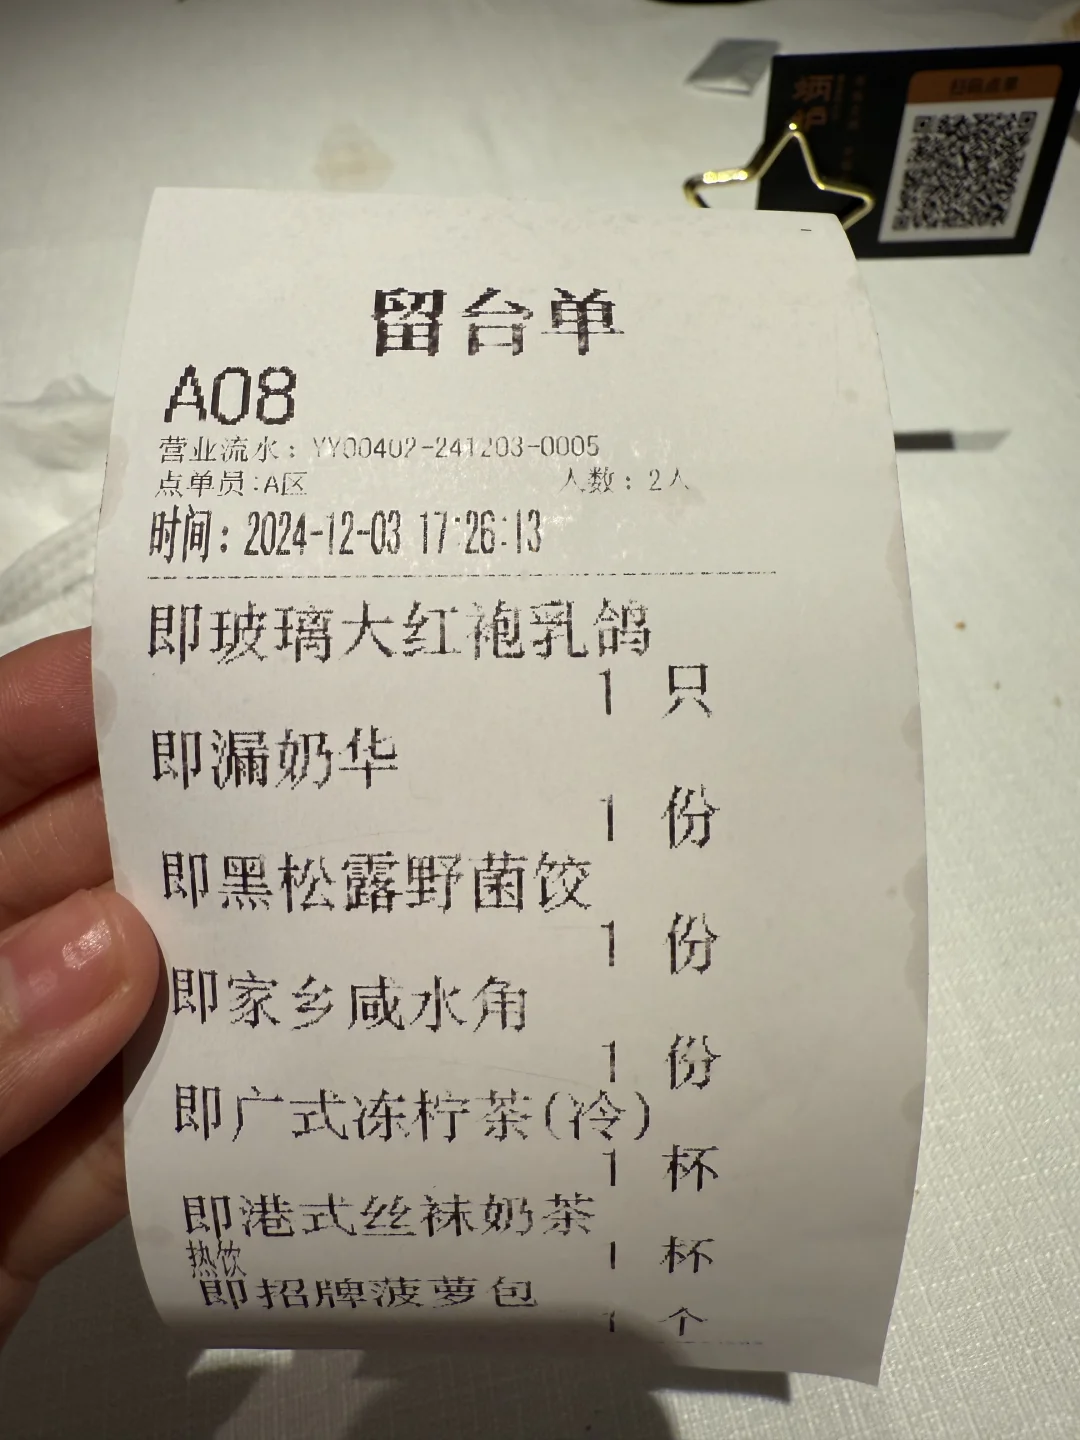 扫码点单
炳
留台单
A08
营业流水：YY00402-241203-0005
点单员:A区 人数：2人
时间：2024-12-03 17:26:13
即玻璃大红袍乳鸽
1 只
即漏奶华
1 份
即黑松露野菌饺
1 份
即家乡咸水角
1 份
即广式冻柠茶(冷)
1 杯
即港式丝袜奶茶
1 杯
热饮
即招牌菠萝包
1 个